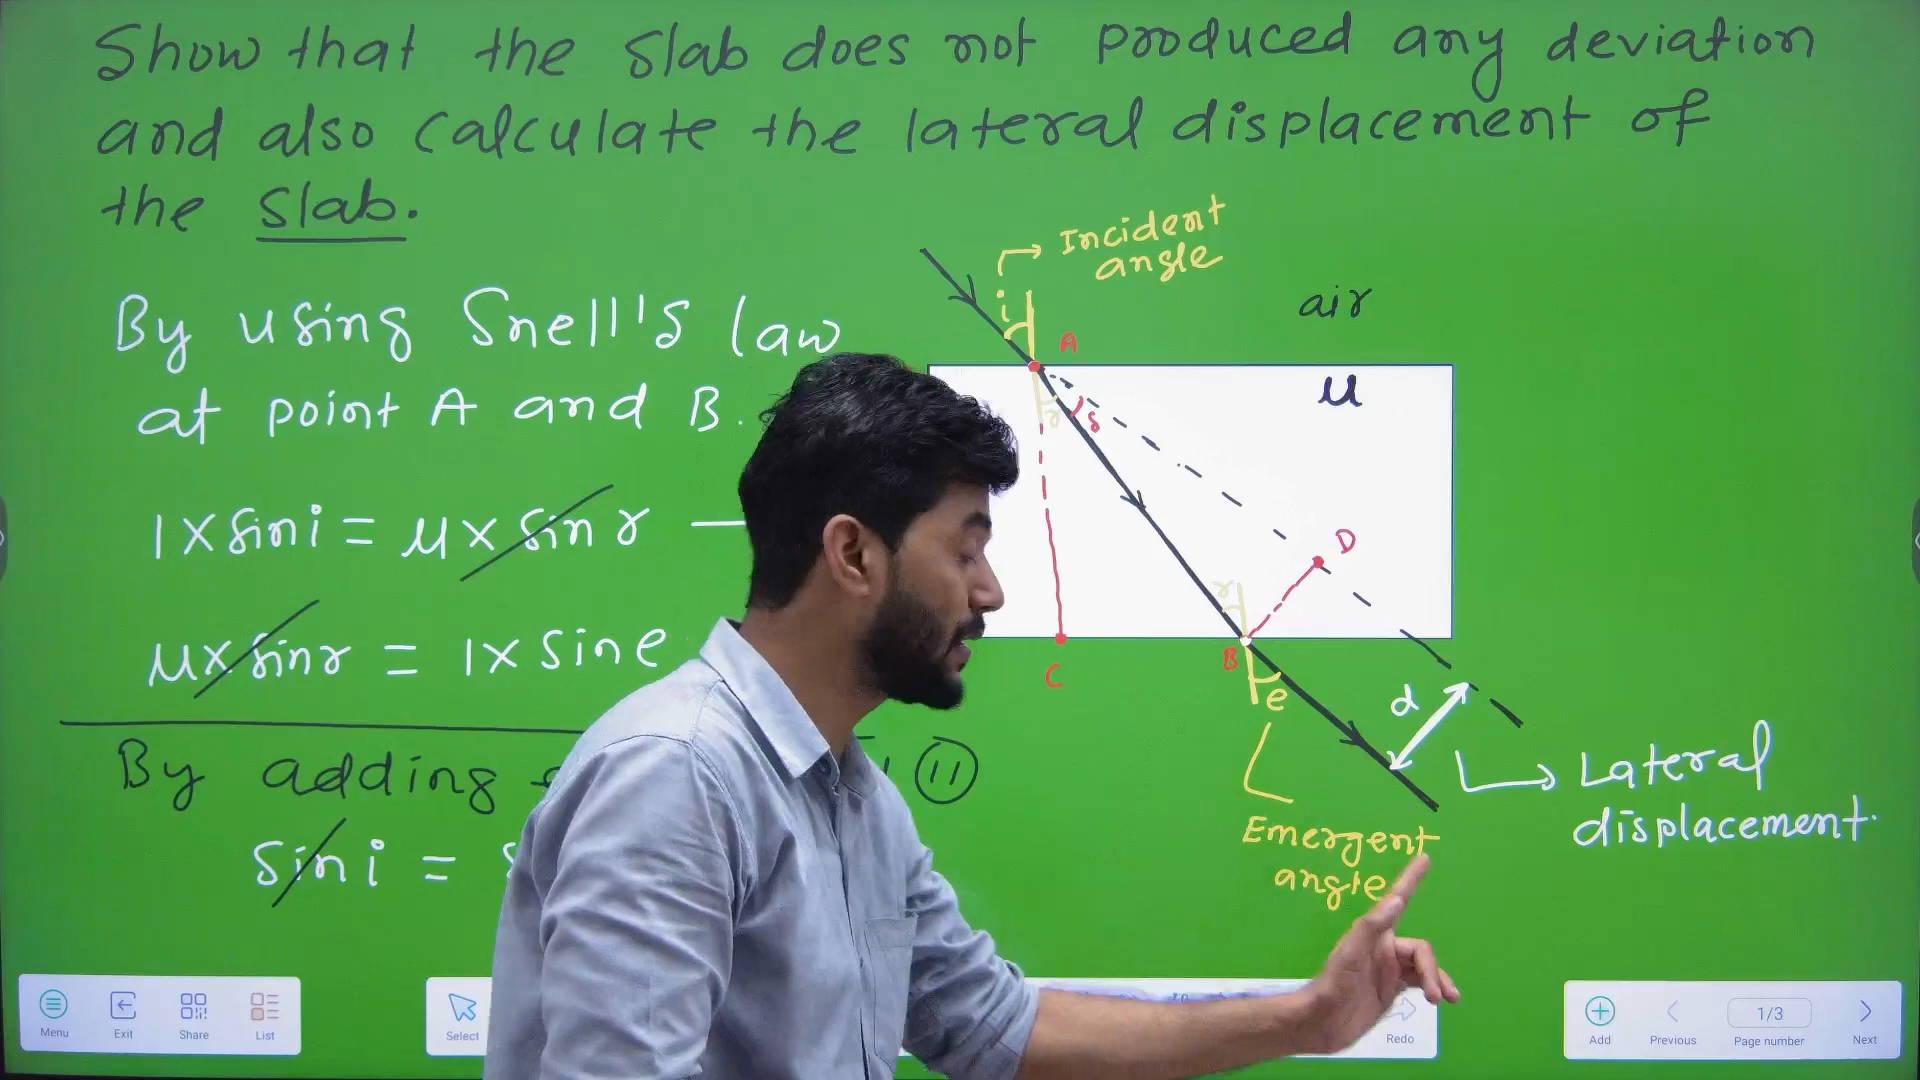 Show that the slab does not produced any deviation
and also calculate the lateral displacement of
the slab.
Incident
angle
i
air
A
By using Snell's law
at point A and B.
μ
r
δ
1 x sin i = μ x sin r —
D
r
μ x sin r = 1 x sin e
B
C
e
d
Lateral
displacement.
By adding
11
Emergent
angle
sin i =
Menu
Exit
Share
List
Select
Redo
Add
Previous
1/3
Page number
Next